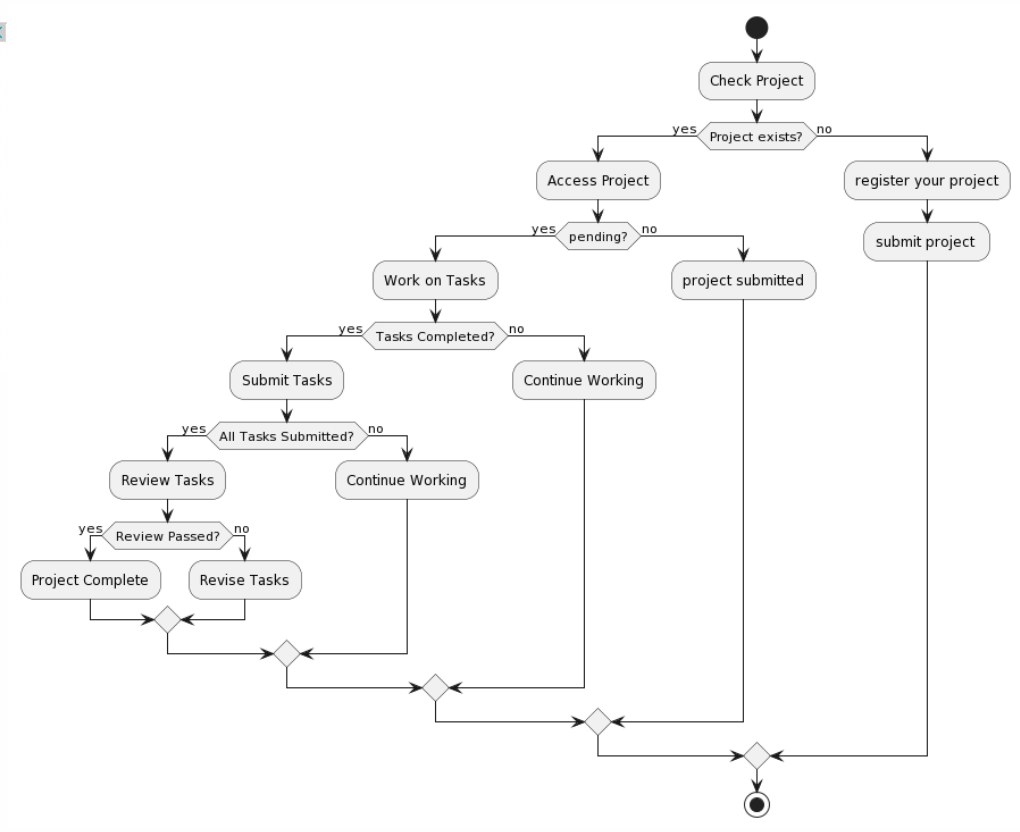 Check Project
yes
Project exists?
no
Access Project
register your project
yes
pending?
no
submit project
Work on Tasks
project submitted
yes
Tasks Completed?
no
Submit Tasks
Continue Working
yes
All Tasks Submitted?
no
Review Tasks
Continue Working
yes
Review Passed?
no
Project Complete
Revise Tasks